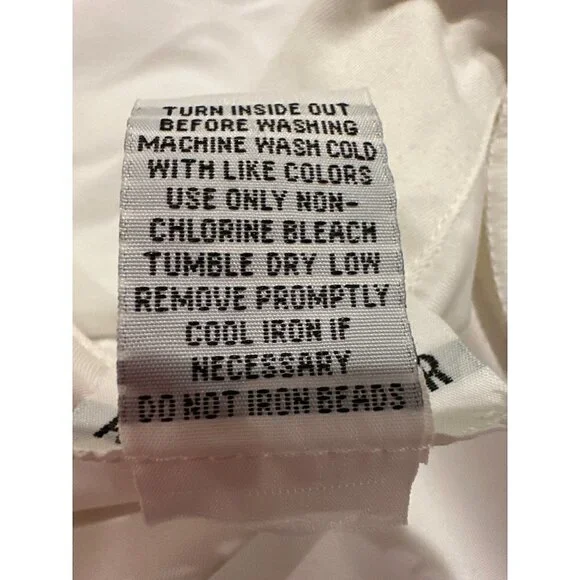 TURN INSIDE OUT
BEFORE WASHING
MACHINE WASH COLD
WITH LIKE COLORS
USE ONLY NON-
CHLORINE BLEACH
TUMBLE DRY LOW
REMOVE PROMPTLY
COOL IRON IF
NECESSARY
DO NOT IRON BEADS